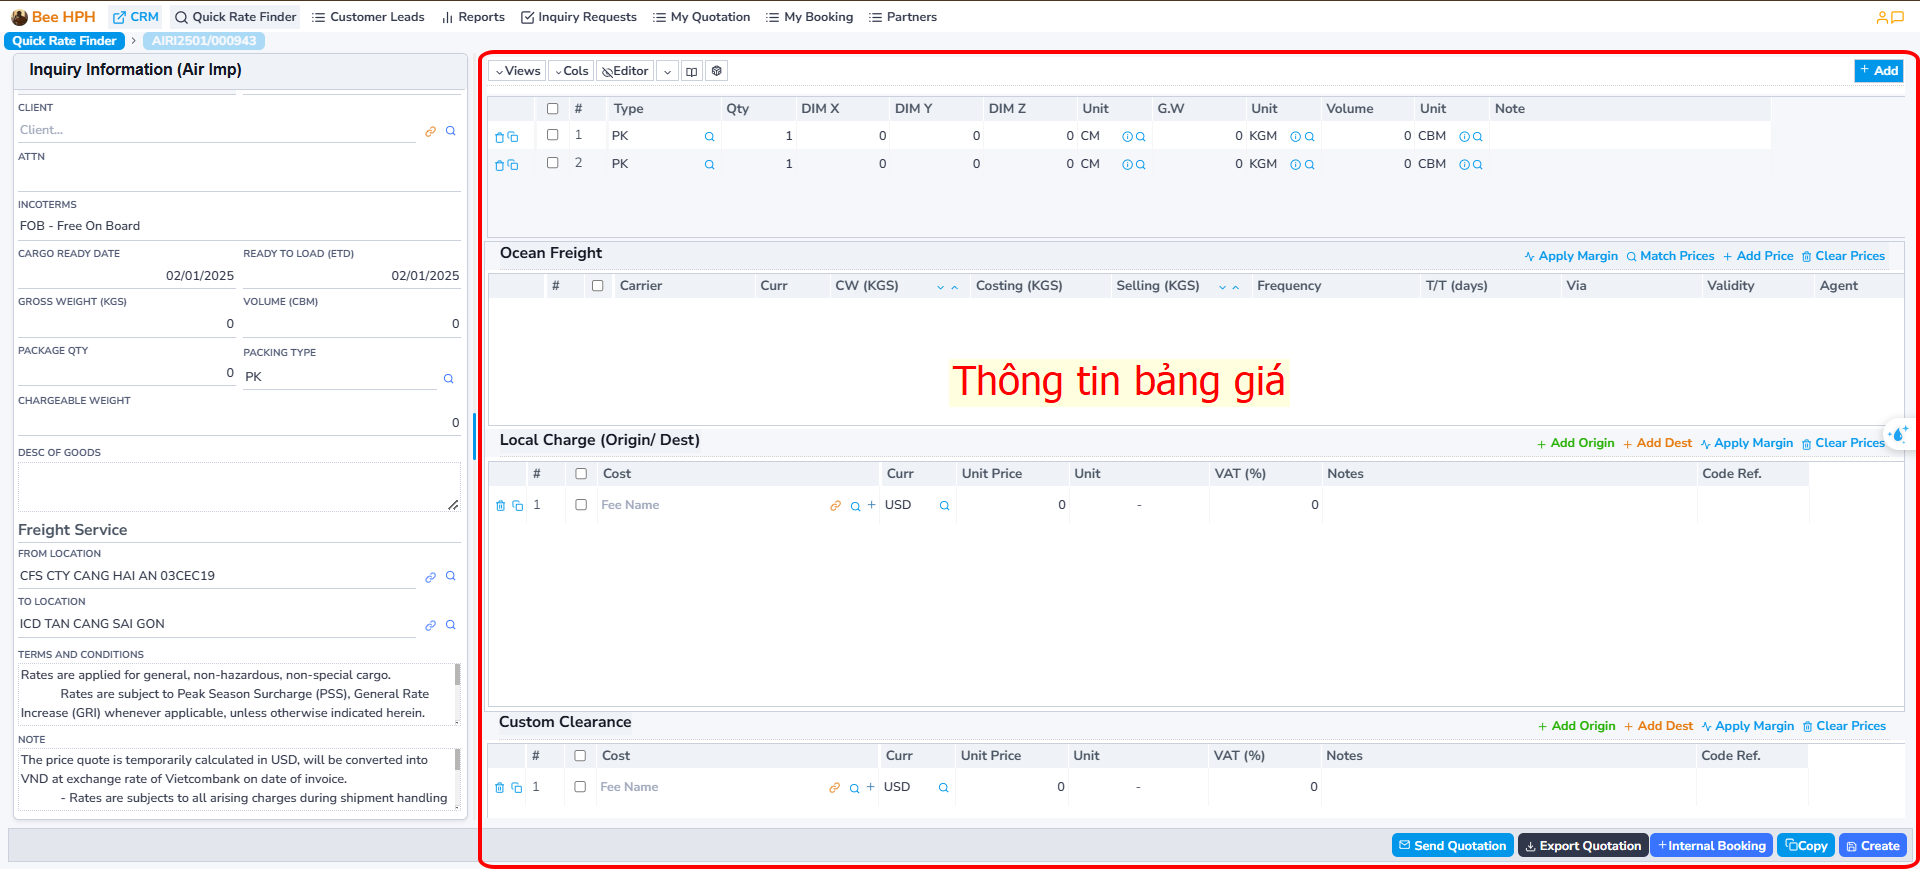 Bee HPH CRM Quick Rate Finder Customer Leads Reports Inquiry Requests My Quotation My Booking Partners
Quick Rate Finder > AIRI2501/000943
Inquiry Information (Air Imp)
CLIENT
Client...
ATTN
INCOTERMS
FOB - Free On Board
CARGO READY DATE READY TO LOAD (ETD)
02/01/2025 02/01/2025
GROSS WEIGHT (KGS) VOLUME (CBM)
0 0
PACKAGE QTY PACKING TYPE
0 PK
CHARGEABLE WEIGHT
0
DESC OF GOODS
Freight Service
FROM LOCATION
CFS CTY CANG HAI AN 03CEC19
TO LOCATION
ICD TAN CANG SAI GON
TERMS AND CONDITIONS
Rates are applied for general, non-hazardous, non-special cargo.
Rates are subject to Peak Season Surcharge (PSS), General Rate
Increase (GRI) whenever applicable, unless otherwise indicated herein.
NOTE
The price quote is temporarily calculated in USD, will be converted into
VND at exchange rate of Vietcombank on date of invoice.
- Rates are subjects to all arising charges during shipment handling
Views Cols Editor + Add
# Type Qty DIM X DIM Y DIM Z Unit G.W Unit Volume Unit Note
1 PK 1 0 0 0 CM 0 KGM 0 CBM
2 PK 1 0 0 0 CM 0 KGM 0 CBM
Ocean Freight Apply Margin Match Prices + Add Price Clear Prices
# Carrier Curr CW (KGS) Costing (KGS) Selling (KGS) Frequency T/T (days) Via Validity Agent
Thông tin bảng giá
Local Charge (Origin/ Dest) + Add Origin + Add Dest Apply Margin Clear Prices
# Cost Curr Unit Price Unit VAT (%) Notes Code Ref.
1 Fee Name + USD 0 - 0
Custom Clearance + Add Origin + Add Dest Apply Margin Clear Prices
# Cost Curr Unit Price Unit VAT (%) Notes Code Ref.
1 Fee Name + USD 0 - 0
Send Quotation Export Quotation +Internal Booking Copy Create